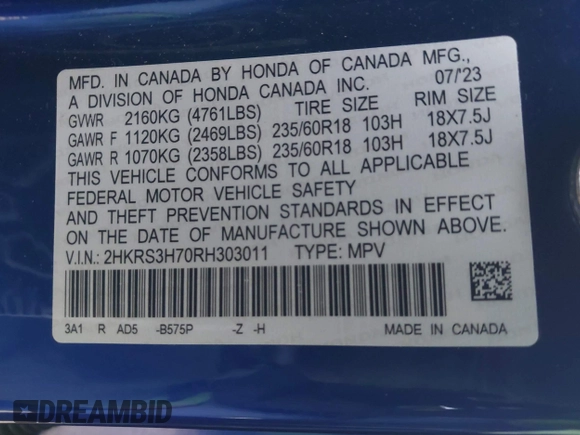 MFD. IN CANADA BY HONDA OF CANADA MFG.,
A DIVISION OF HONDA CANADA INC. 07/'23
GVWR 2160KG (4761LBS) TIRE SIZE RIM SIZE
GAWR F 1120KG (2469LBS) 235/60R18 103H 18X7.5J
GAWR R 1070KG (2358LBS) 235/60R18 103H 18X7.5J
THIS VEHICLE CONFORMS TO ALL APPLICABLE
FEDERAL MOTOR VEHICLE SAFETY
AND THEFT PREVENTION STANDARDS IN EFFECT
ON THE DATE OF MANUFACTURE SHOWN ABOVE.
V.I.N.: 2HKRS3H70RH303011 TYPE: MPV
3A1 R AD5 -B575P -Z -H MADE IN CANADA
DREAMBID